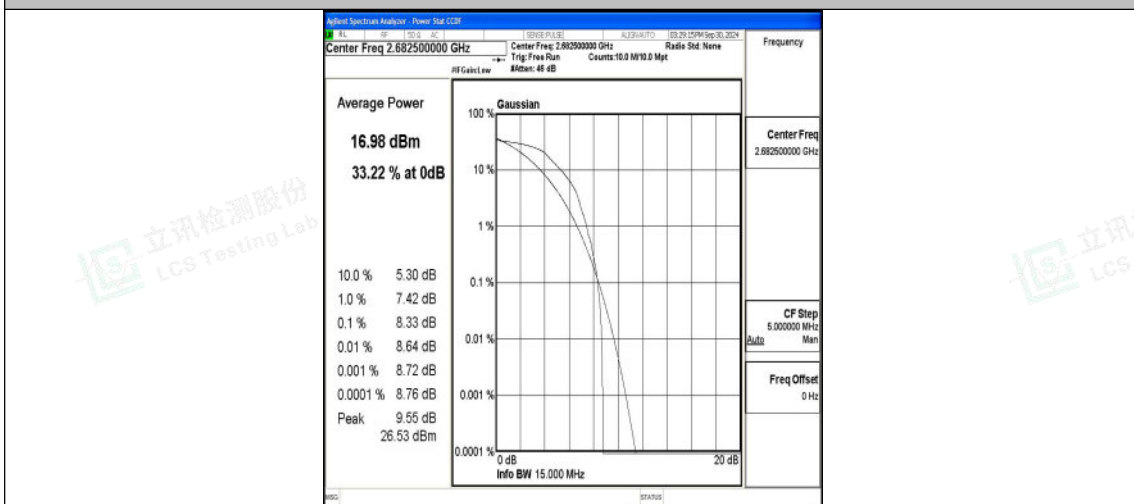 Agilent Spectrum Analyzer - Power Stat CCDF
RL RF 50 Ω AC SENSE:PULSE ALIGNAUTO 03:29:15PM Sep 30, 2024
Center Freq 2.682500000 GHz
Center Freq: 2.682500000 GHz
Radio Std: None
Trig: Free Run
Counts:10.0 M/10.0 Mpt
#IFGain:Low
#Atten: 46 dB
Frequency
Average Power
16.98 dBm
33.22 % at 0dB
10.0 % 5.30 dB
1.0 % 7.42 dB
0.1 % 8.33 dB
0.01 % 8.64 dB
0.001 % 8.72 dB
0.0001 % 8.76 dB
Peak 9.55 dB
26.53 dBm
Gaussian
100 %
10 %
1 %
0.1 %
0.01 %
0.001 %
0.0001 %
0 dB
20 dB
Info BW 15.000 MHz
Center Freq
2.682500000 GHz
CF Step
5.000000 MHz
Auto Man
Freq Offset
0 Hz
MSG
STATUS
立讯检测股份
LCS Testing Lab
立讯
LCS